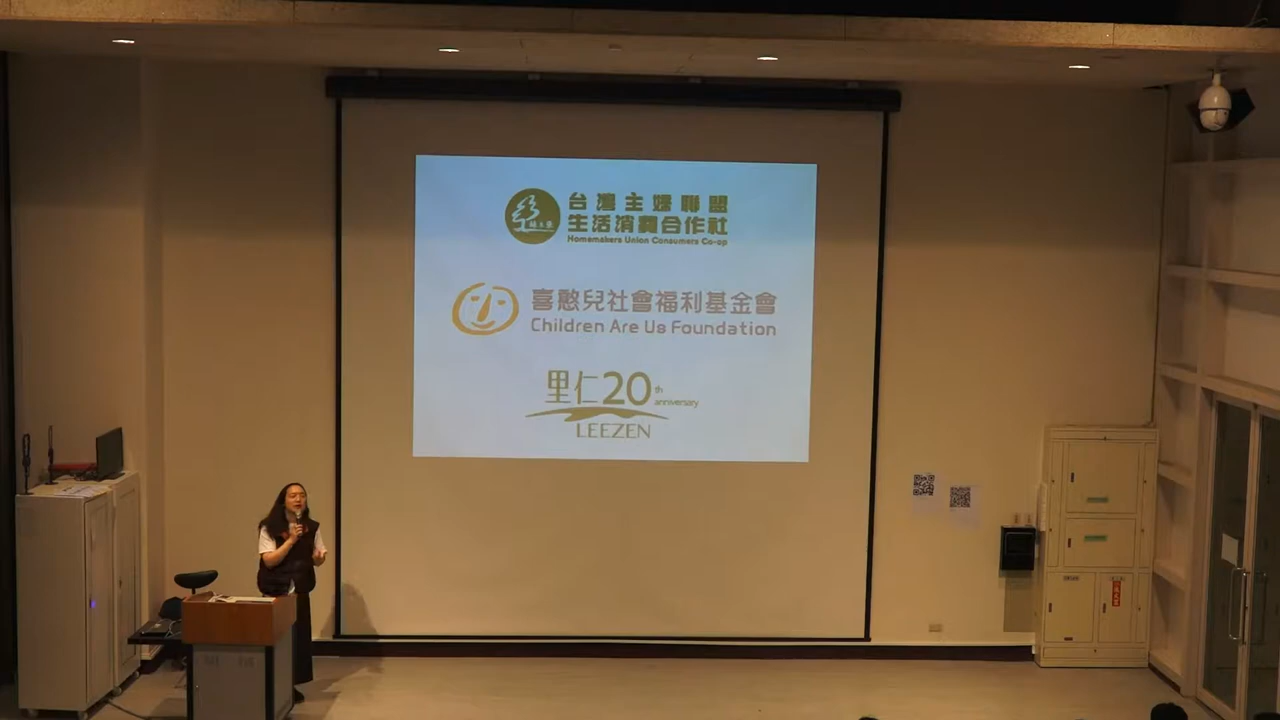 台灣主婦聯盟
生活消費合作社
Homemakers Union Consumers Co-op
喜憨兒社會福利基金會
Children Are Us Foundation
里仁20th
anniversary
LEEZEN